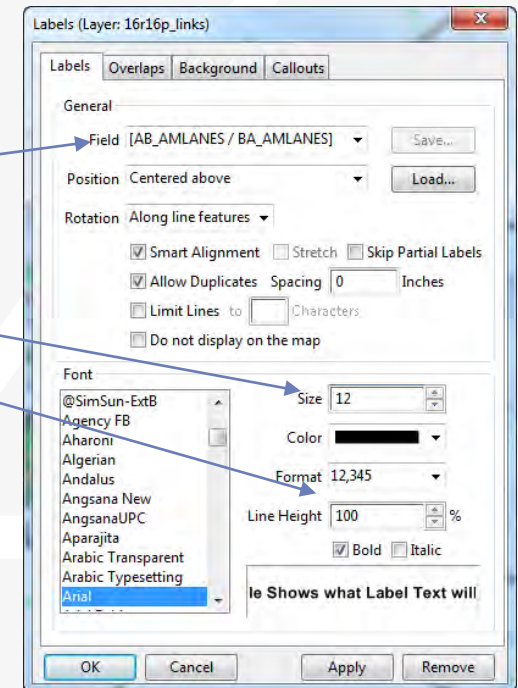 Labels (Layer: 16r16p_links)
Labels Overlaps Background Callouts
General
Field [AB_AMLANES / BA_AMLANES] Save...
Position Centered above Load...
Rotation Along line features
Smart Alignment Stretch Skip Partial Labels
Allow Duplicates Spacing 0 Inches
Limit Lines to Characters
Do not display on the map
Font
@SimSun-ExtB
Agency FB
Aharoni
Algerian
Andalus
Angsana New
AngsanaUPC
Aparajita
Arabic Transparent
Arabic Typesetting
Arial
Size 12
Color
Format 12,345
Line Height 100 %
Bold Italic
le Shows what Label Text will
OK Cancel Apply Remove